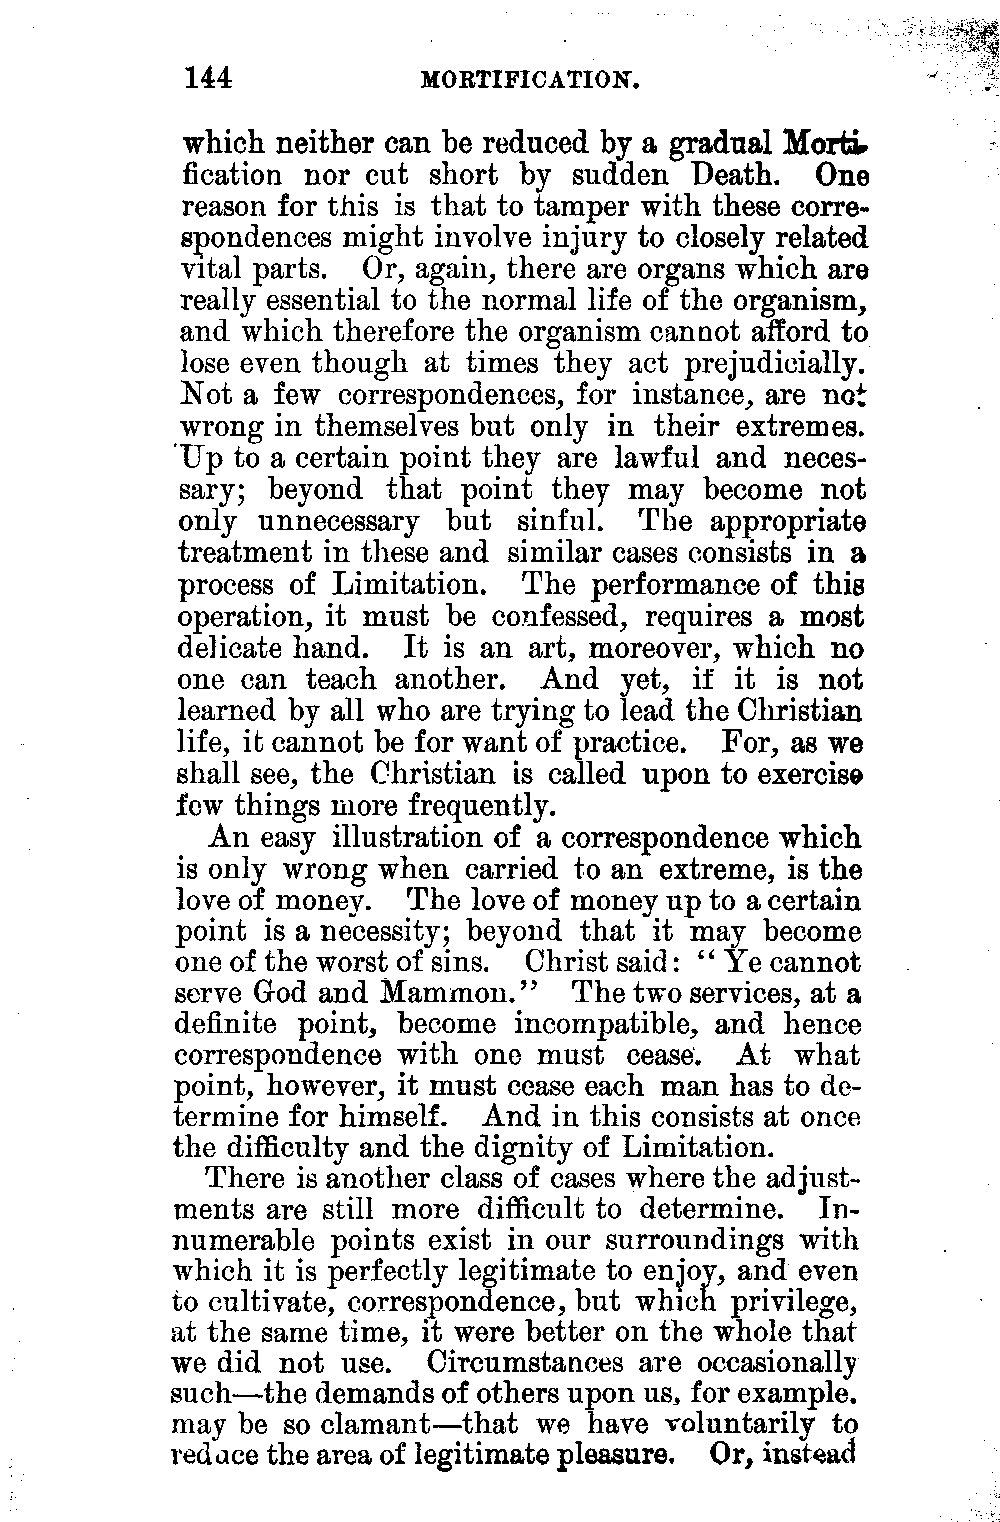 144 MORTIFICATION.
which neither can be reduced by a gradual Morti-
fication nor cut short by sudden Death. One
reason for this is that to tamper with these corre-
spondences might involve injury to closely related
vital parts. Or, again, there are organs which are
really essential to the normal life of the organism,
and which therefore the organism cannot afford to
lose even though at times they act prejudicially.
Not a few correspondences, for instance, are not
wrong in themselves but only in their extremes.
Up to a certain point they are lawful and neces-
sary; beyond that point they may become not
only unnecessary but sinful. The appropriate
treatment in these and similar cases consists in a
process of Limitation. The performance of this
operation, it must be confessed, requires a most
delicate hand. It is an art, moreover, which no
one can teach another. And yet, if it is not
learned by all who are trying to lead the Christian
life, it cannot be for want of practice. For, as we
shall see, the Christian is called upon to exercise
few things more frequently.
An easy illustration of a correspondence which
is only wrong when carried to an extreme, is the
love of money. The love of money up to a certain
point is a necessity; beyond that it may become
one of the worst of sins. Christ said: “Ye cannot
serve God and Mammon.” The two services, at a
definite point, become incompatible, and hence
correspondence with one must cease. At what
point, however, it must cease each man has to de-
termine for himself. And in this consists at once
the difficulty and the dignity of Limitation.
There is another class of cases where the adjust-
ments are still more difficult to determine. In-
numerable points exist in our surroundings with
which it is perfectly legitimate to enjoy, and even
to cultivate, correspondence, but which privilege,
at the same time, it were better on the whole that
we did not use. Circumstances are occasionally
such—the demands of others upon us, for example.
may be so clamant—that we have voluntarily to
reduce the area of legitimate pleasure. Or, instead